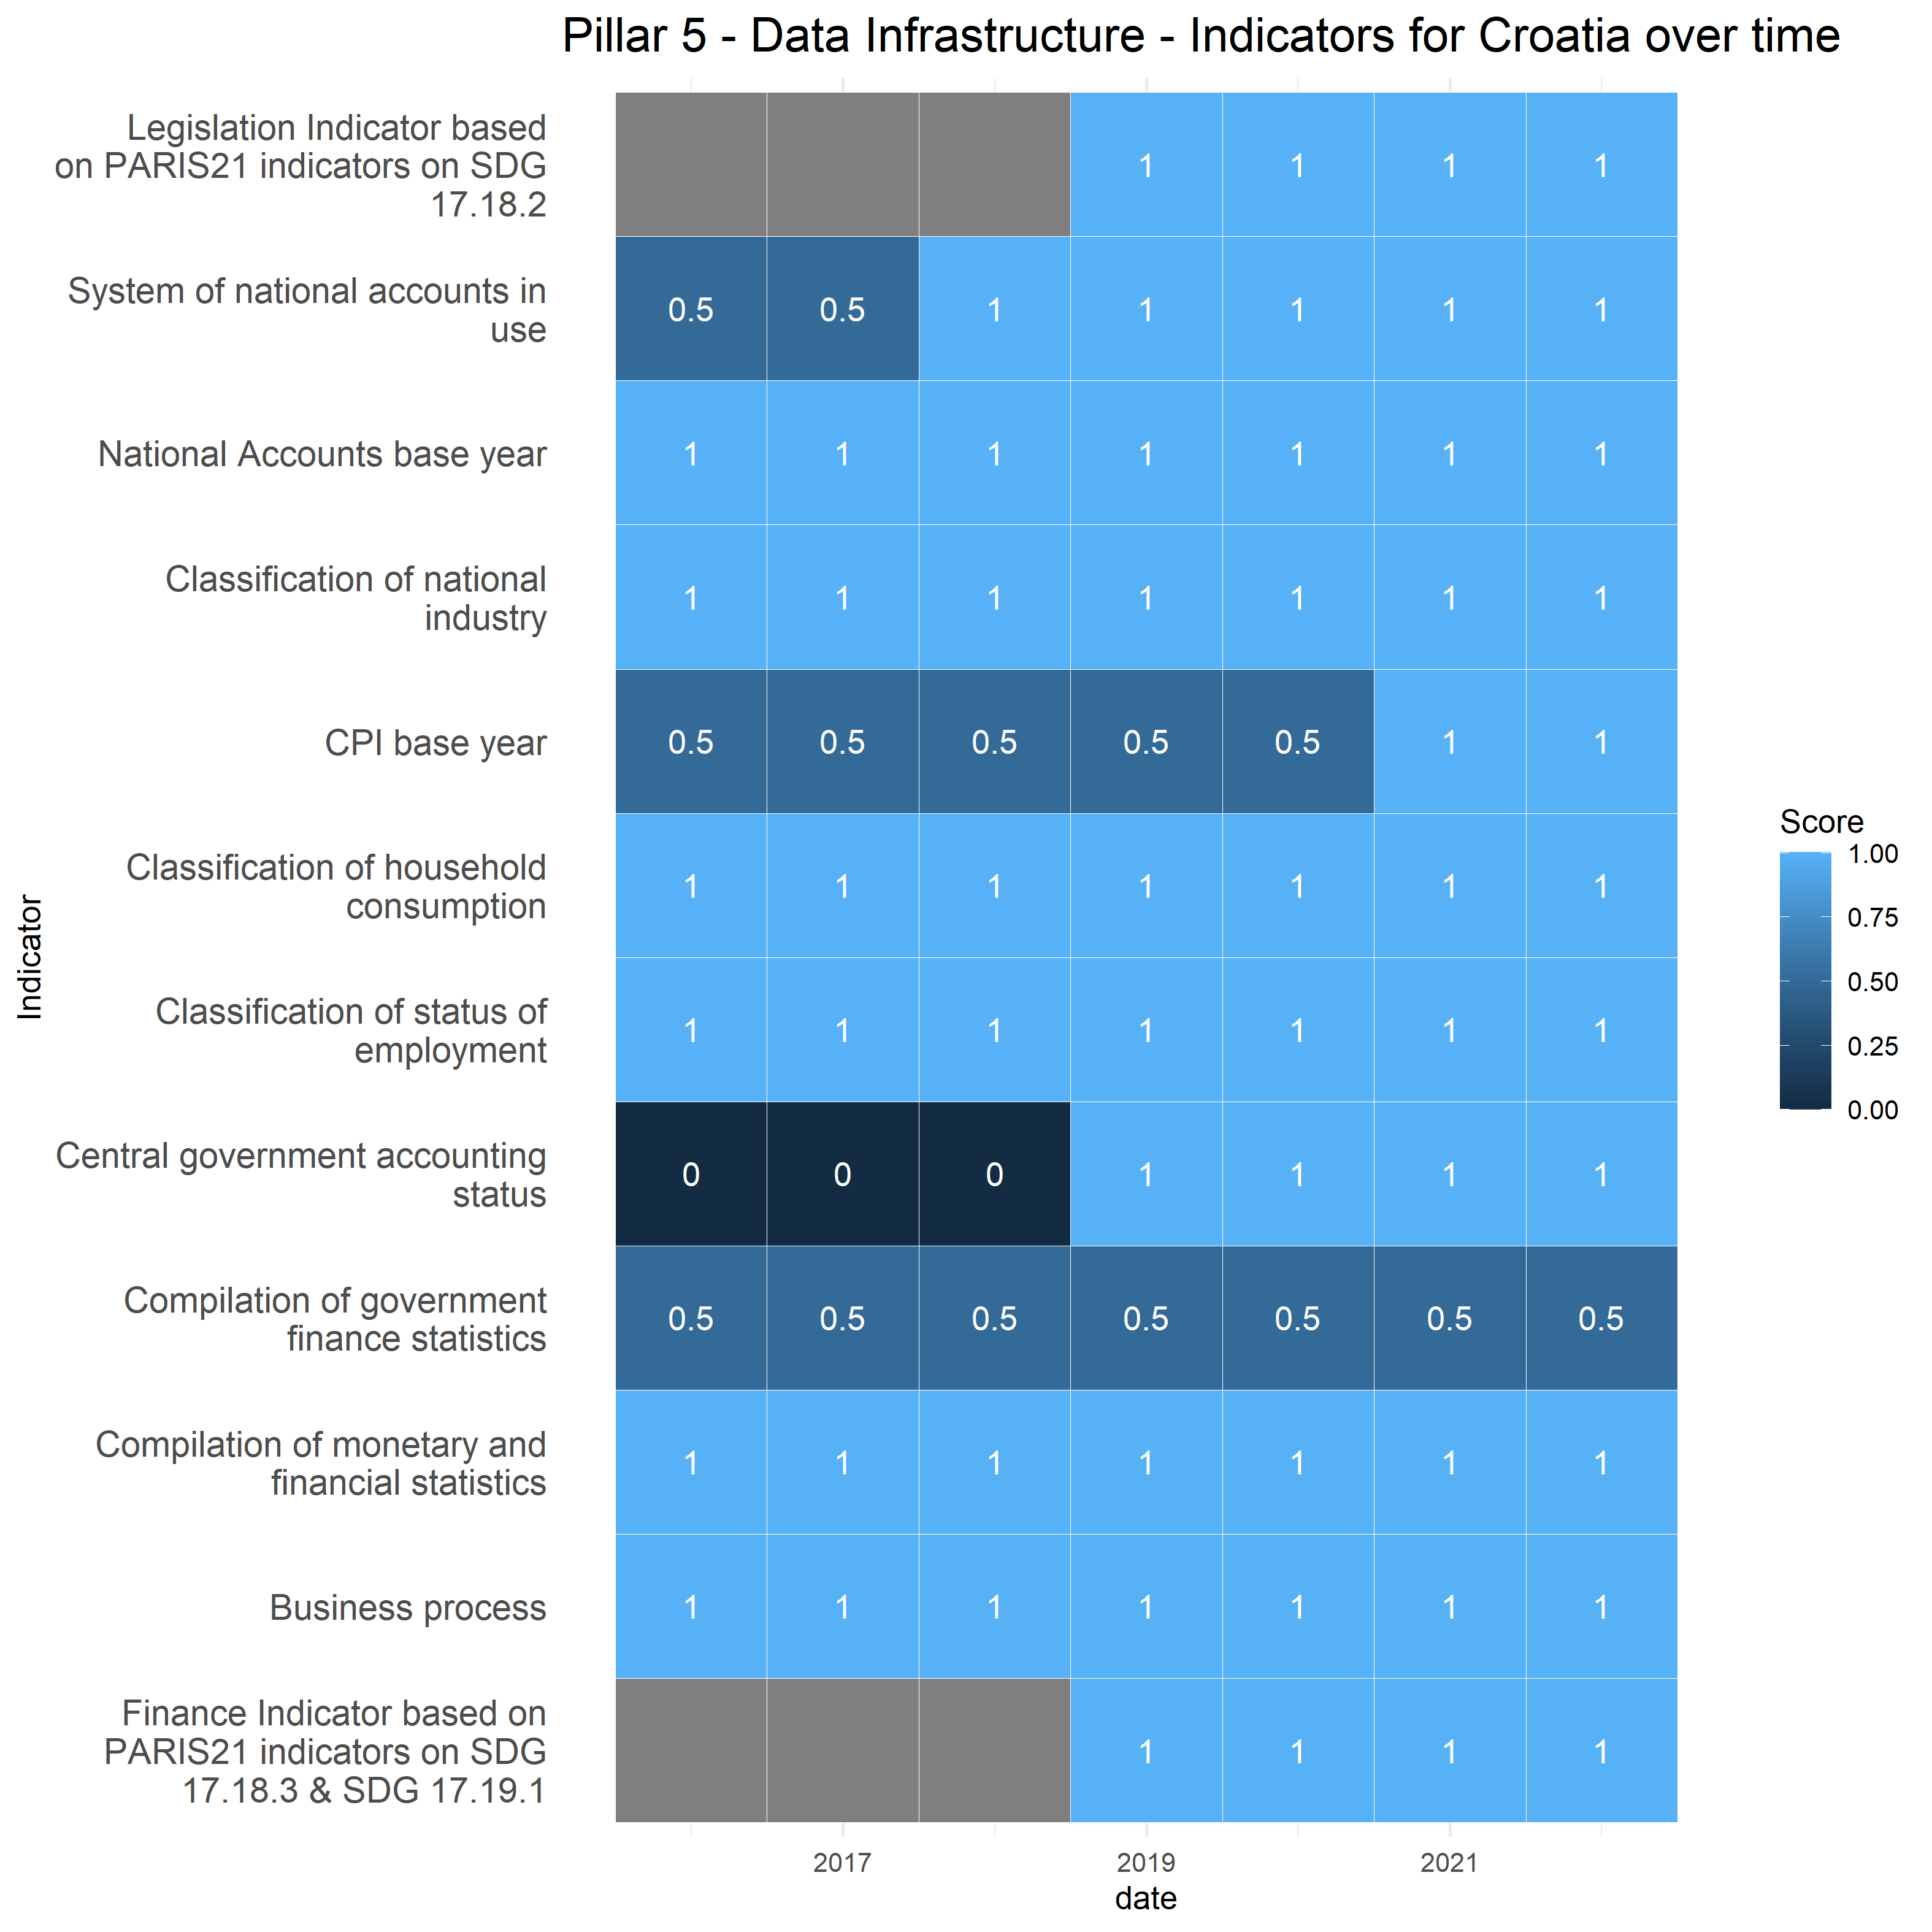 Pillar 5 - Data Infrastructure - Indicators for Croatia over time
Legislation Indicator based
on PARIS21 indicators on SDG
17.18.2
1 1 1 1
System of national accounts in
use
0.5 0.5 1 1 1 1 1
National Accounts base year
1 1 1 1 1 1 1
Classification of national
industry
1 1 1 1 1 1 1
CPI base year
0.5 0.5 0.5 0.5 0.5 1 1
Classification of household
consumption
1 1 1 1 1 1 1
Classification of status of
employment
1 1 1 1 1 1 1
Central government accounting
status
0 0 0 1 1 1 1
Compilation of government
finance statistics
0.5 0.5 0.5 0.5 0.5 0.5 0.5
Compilation of monetary and
financial statistics
1 1 1 1 1 1 1
Business process
1 1 1 1 1 1 1
Finance Indicator based on
PARIS21 indicators on SDG
17.18.3 & SDG 17.19.1
1 1 1 1
2017 2019 2021
date
Indicator
Score
1.00
0.75
0.50
0.25
0.00